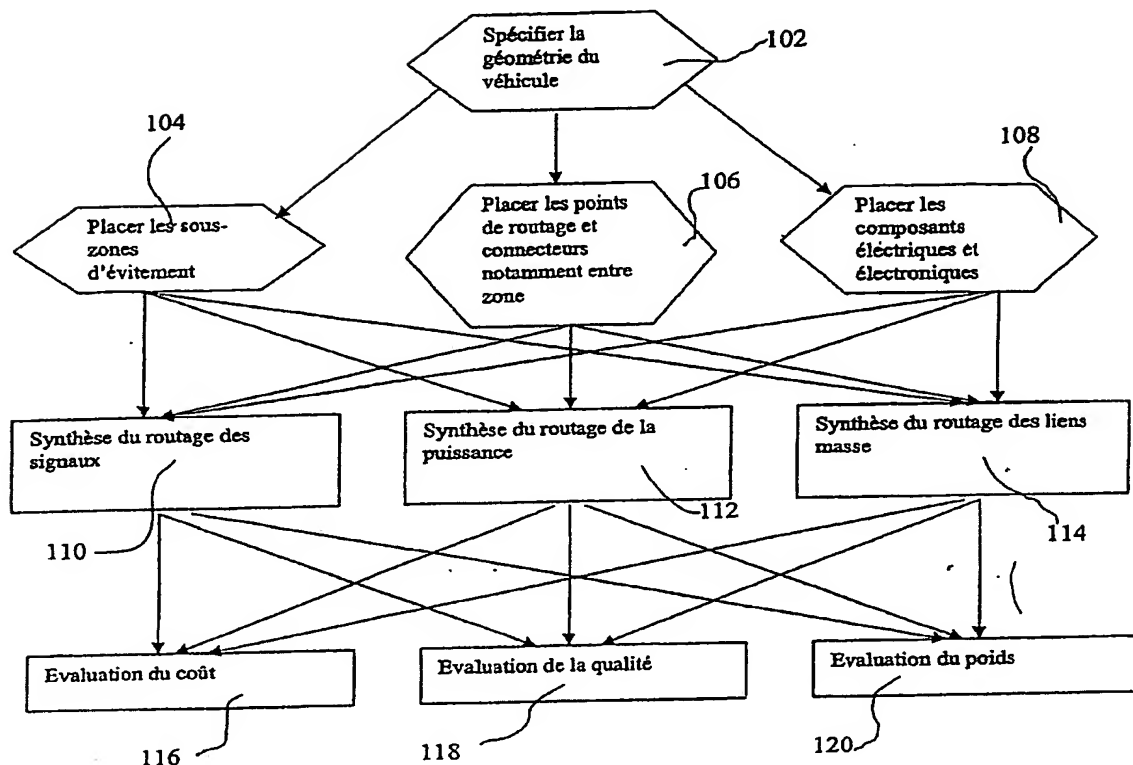 Spécifier la
géométrie du
véhicule
102
104
Placer les sous-
zones
d'évitement
106
Placer les points
de routage et
connecteurs
notamment entre
zone
108
Placer les
composants
éléctriques et
électroniques
Synthèse du routage des
signaux
110
Synthèse du routage de la
puissance
112
Synthèse du routage des liens
masse
114
Evaluation du coût
116
Evaluation de la qualité
118
Evaluation du poids
120